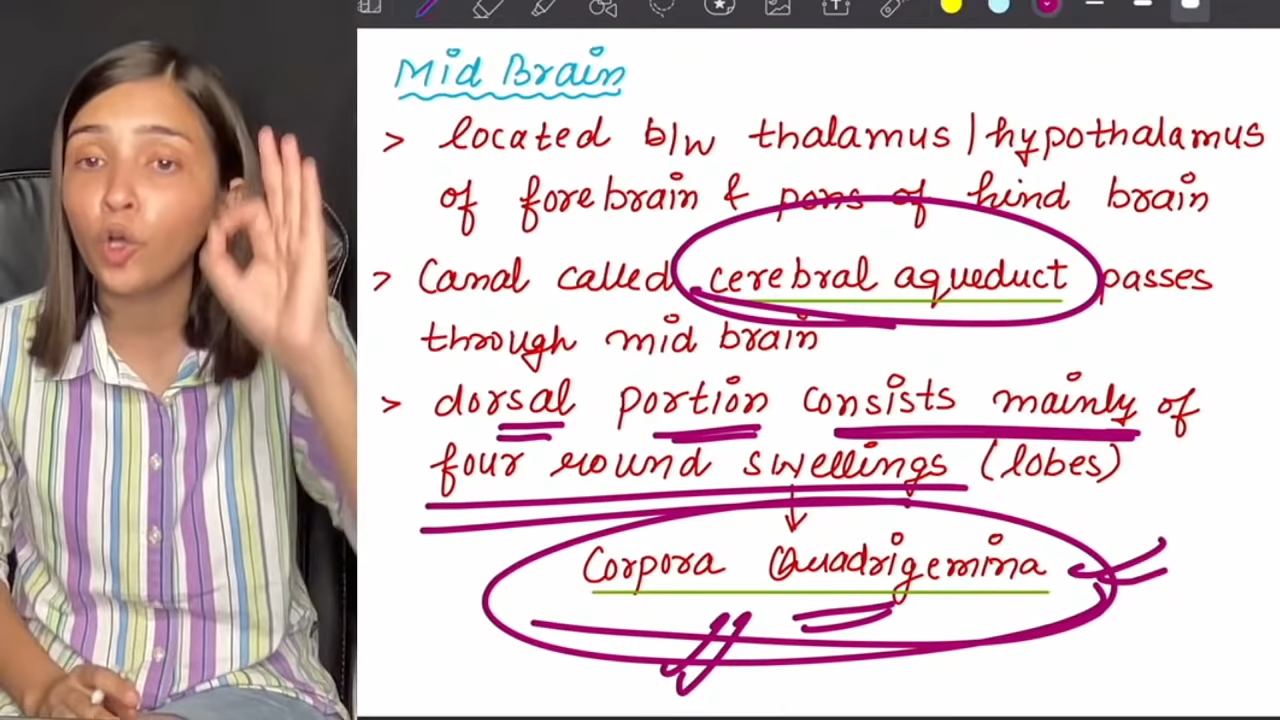 Mid Brain
> located b/w thalamus / hypothalamus
of forebrain & pons of hind brain
> Canal called cerebral aqueduct passes
through mid brain
> dorsal portion consists mainly of
four round swellings (lobes)
↓
Corpora Quadrigemina